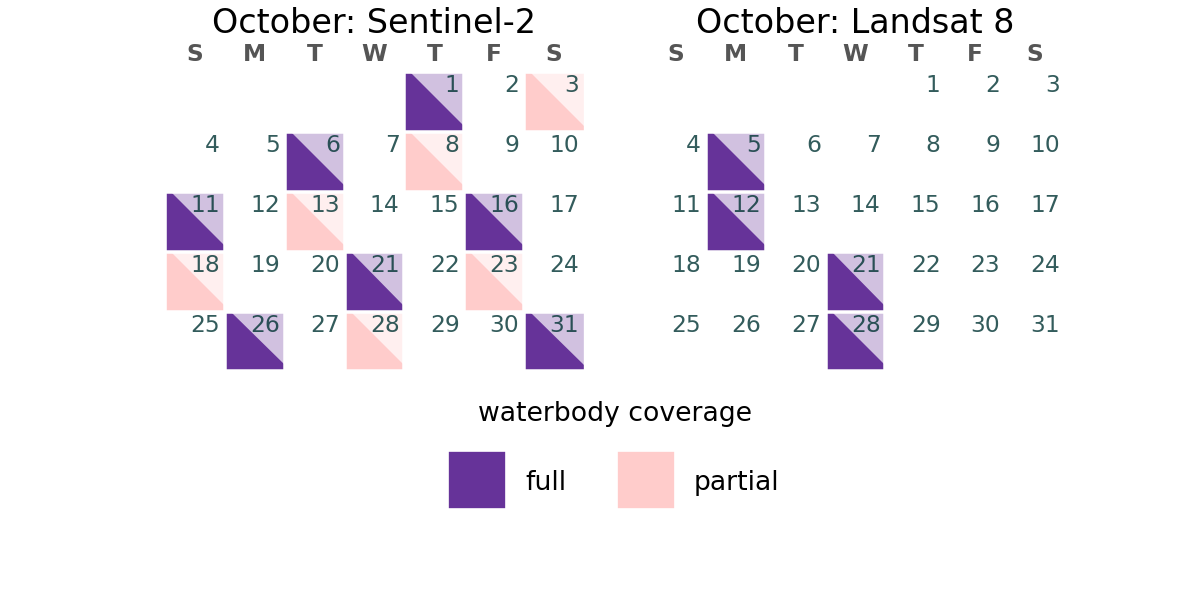 October: Sentinel-2
S M T W T F S
1 2 3
4 5 6 7 8 9 10
11 12 13 14 15 16 17
18 19 20 21 22 23 24
25 26 27 28 29 30 31
October: Landsat 8
S M T W T F S
1 2 3
4 5 6 7 8 9 10
11 12 13 14 15 16 17
18 19 20 21 22 23 24
25 26 27 28 29 30 31
waterbody coverage
full partial